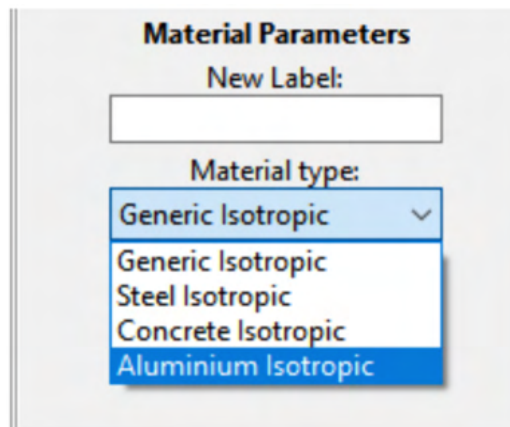 Material Parameters
New Label:
Material type:
Generic Isotropic
Generic Isotropic
Steel Isotropic
Concrete Isotropic
Aluminium Isotropic